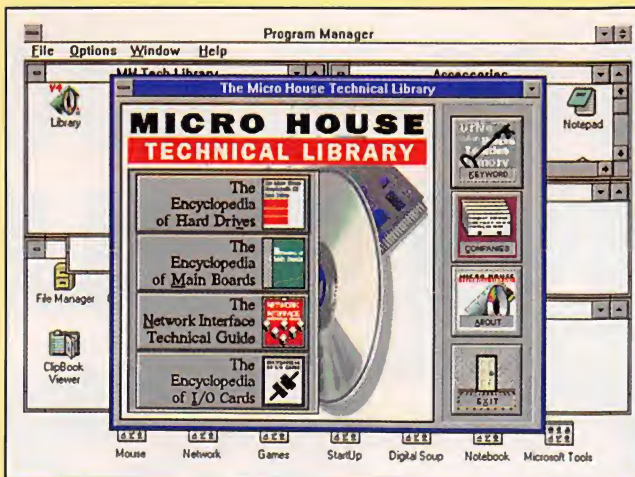 Program Manager
File Options Window Help
MH Tech Library
Accessories
V4
Library
Notepad
The Micro House Technical Library
MICRO HOUSE
TECHNICAL LIBRARY
The
Encyclopedia
of Hard Drives
The
Encyclopedia
of Main Boards
The
Network Interface
Technical Guide
The
Encyclopedia
of I/O Cards
KEYWORD
COMPANIES
MICRO HOUSE
ABOUT
EXIT
File Manager
ClipBook
Viewer
Mouse
Network
Games
StartUp
Digital Soup
Notebook
Microsoft Tools